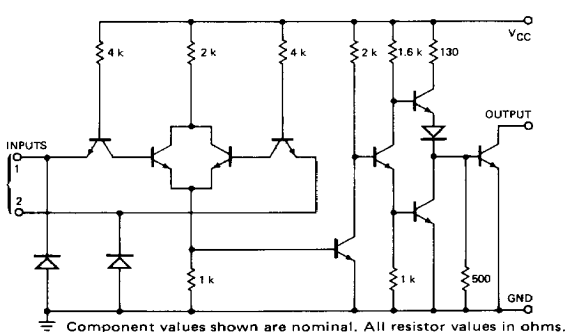 VCC
4 k
2 k
4 k
2 k
1.6 k
130
OUTPUT
INPUTS
1
2
1 k
1 k
500
GND
Component values shown are nominal. All resistor values in ohms.